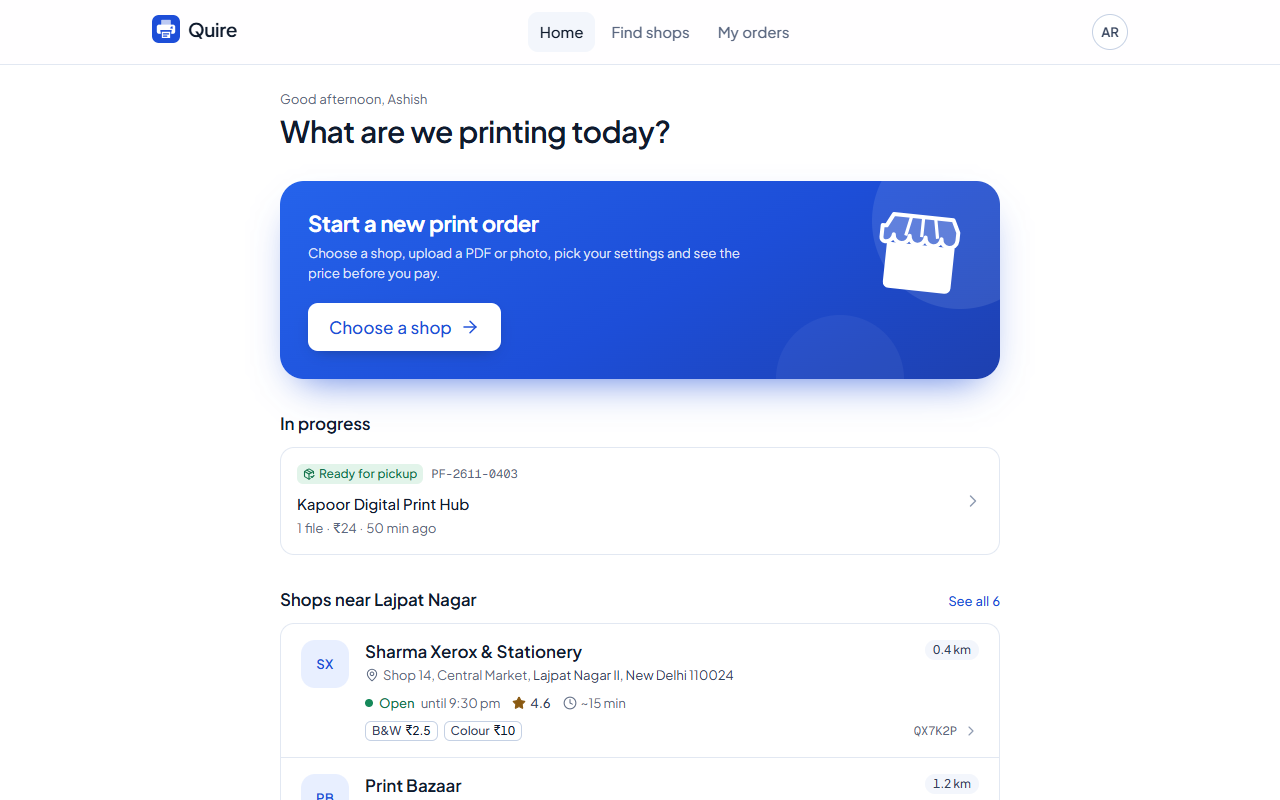 Quire
Home
Find shops
My orders
AR
Good afternoon, Ashish
What are we printing today?
Start a new print order
Choose a shop, upload a PDF or photo, pick your settings and see the
price before you pay.
Choose a shop
In progress
Ready for pickup
PF-2611-0403
Kapoor Digital Print Hub
1 file · ₹24 · 50 min ago
Shops near Lajpat Nagar
See all 6
SX
Sharma Xerox & Stationery
0.4 km
Shop 14, Central Market, Lajpat Nagar II, New Delhi 110024
Open until 9:30 pm
4.6
~15 min
B&W ₹2.5
Colour ₹10
QX7K2P
PB
Print Bazaar
1.2 km